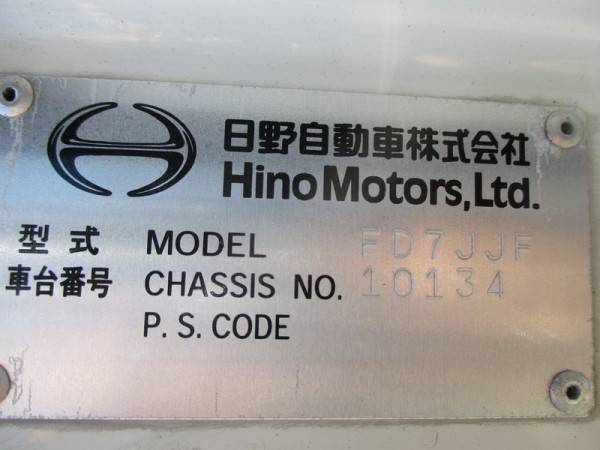 日野自動車株式会社
Hino Motors, Ltd.
型式 MODEL FD7JJF
車台番号 CHASSIS NO. 10134
P. S. CODE